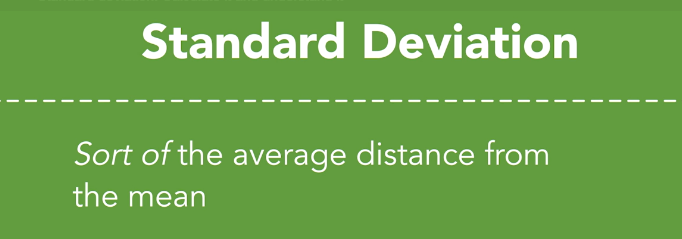 Standard Deviation
Sort of the average distance from
the mean